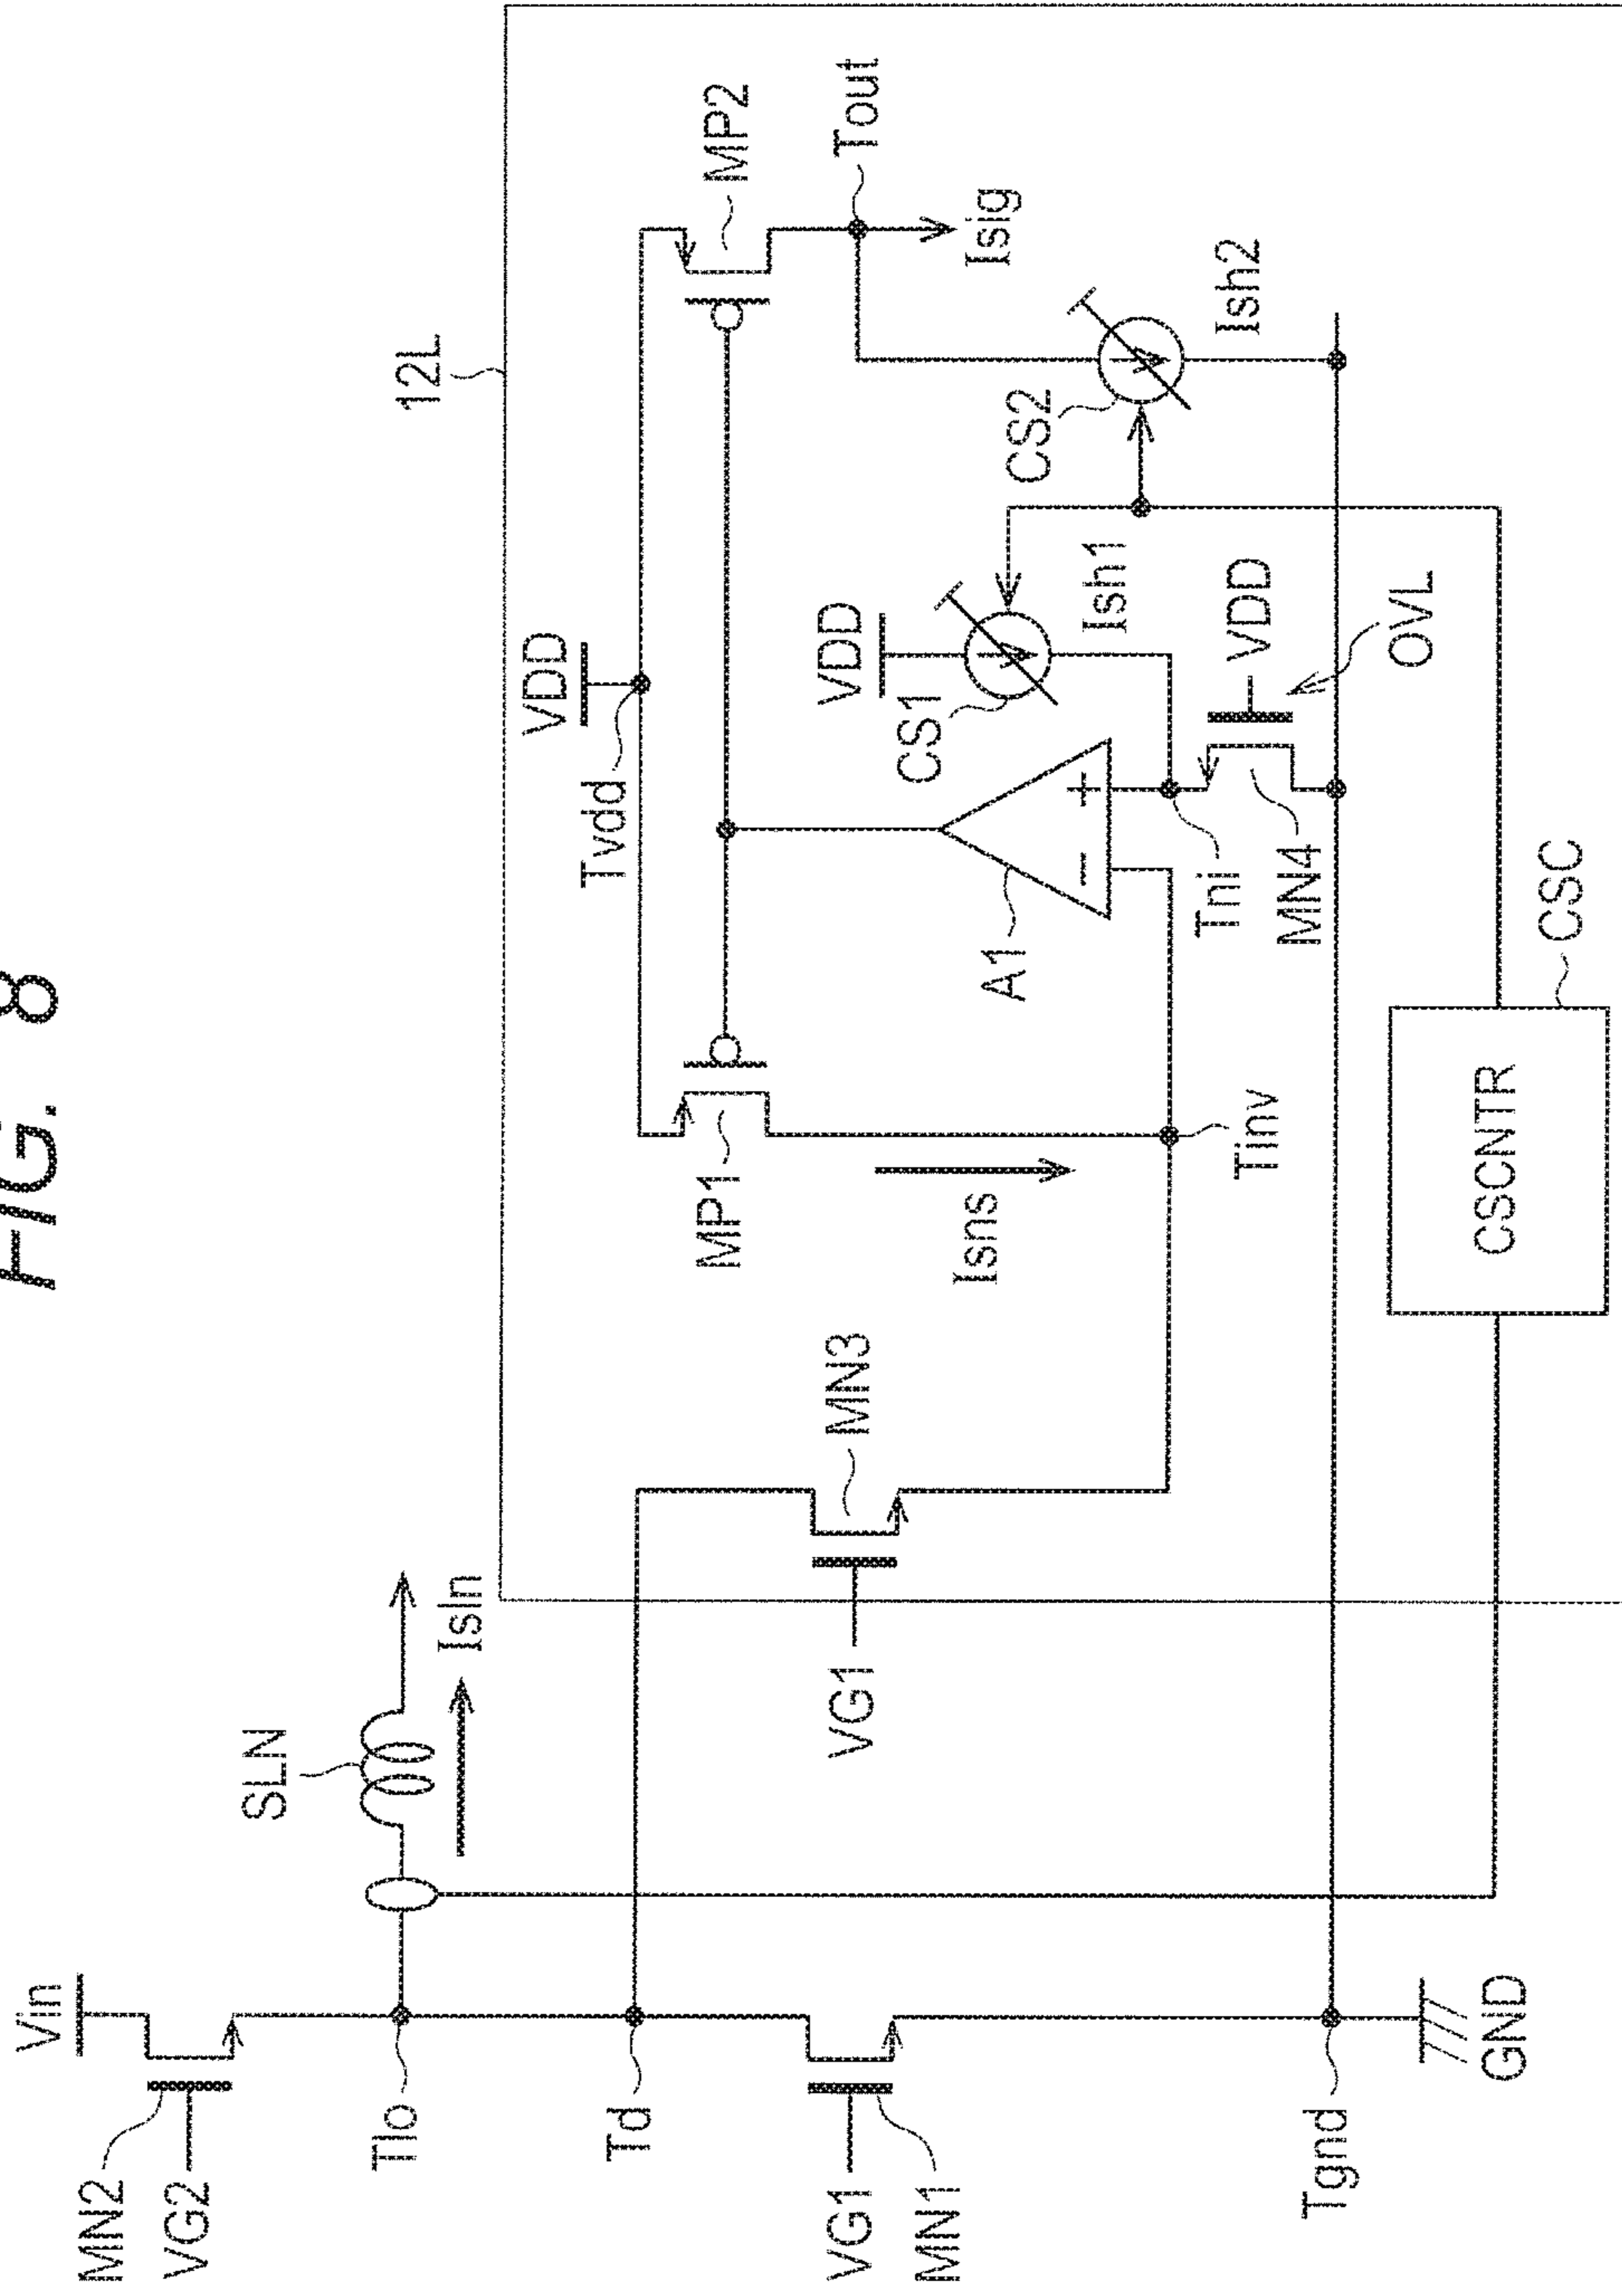 FIG. 8
12L
Vin
MN2
VG2
Tlo
SLN
Isln
Td
VG1
MN1
Tgnd
GND
VG1
MN3
VDD
Tvdd
MP1
MP2
Isns
Tinv
A1
−
+
Tni
MN4
VDD
CS1
Ish1
VDD
OVL
Tout
Isig
CS2
Ish2
CSCNTR
CSC